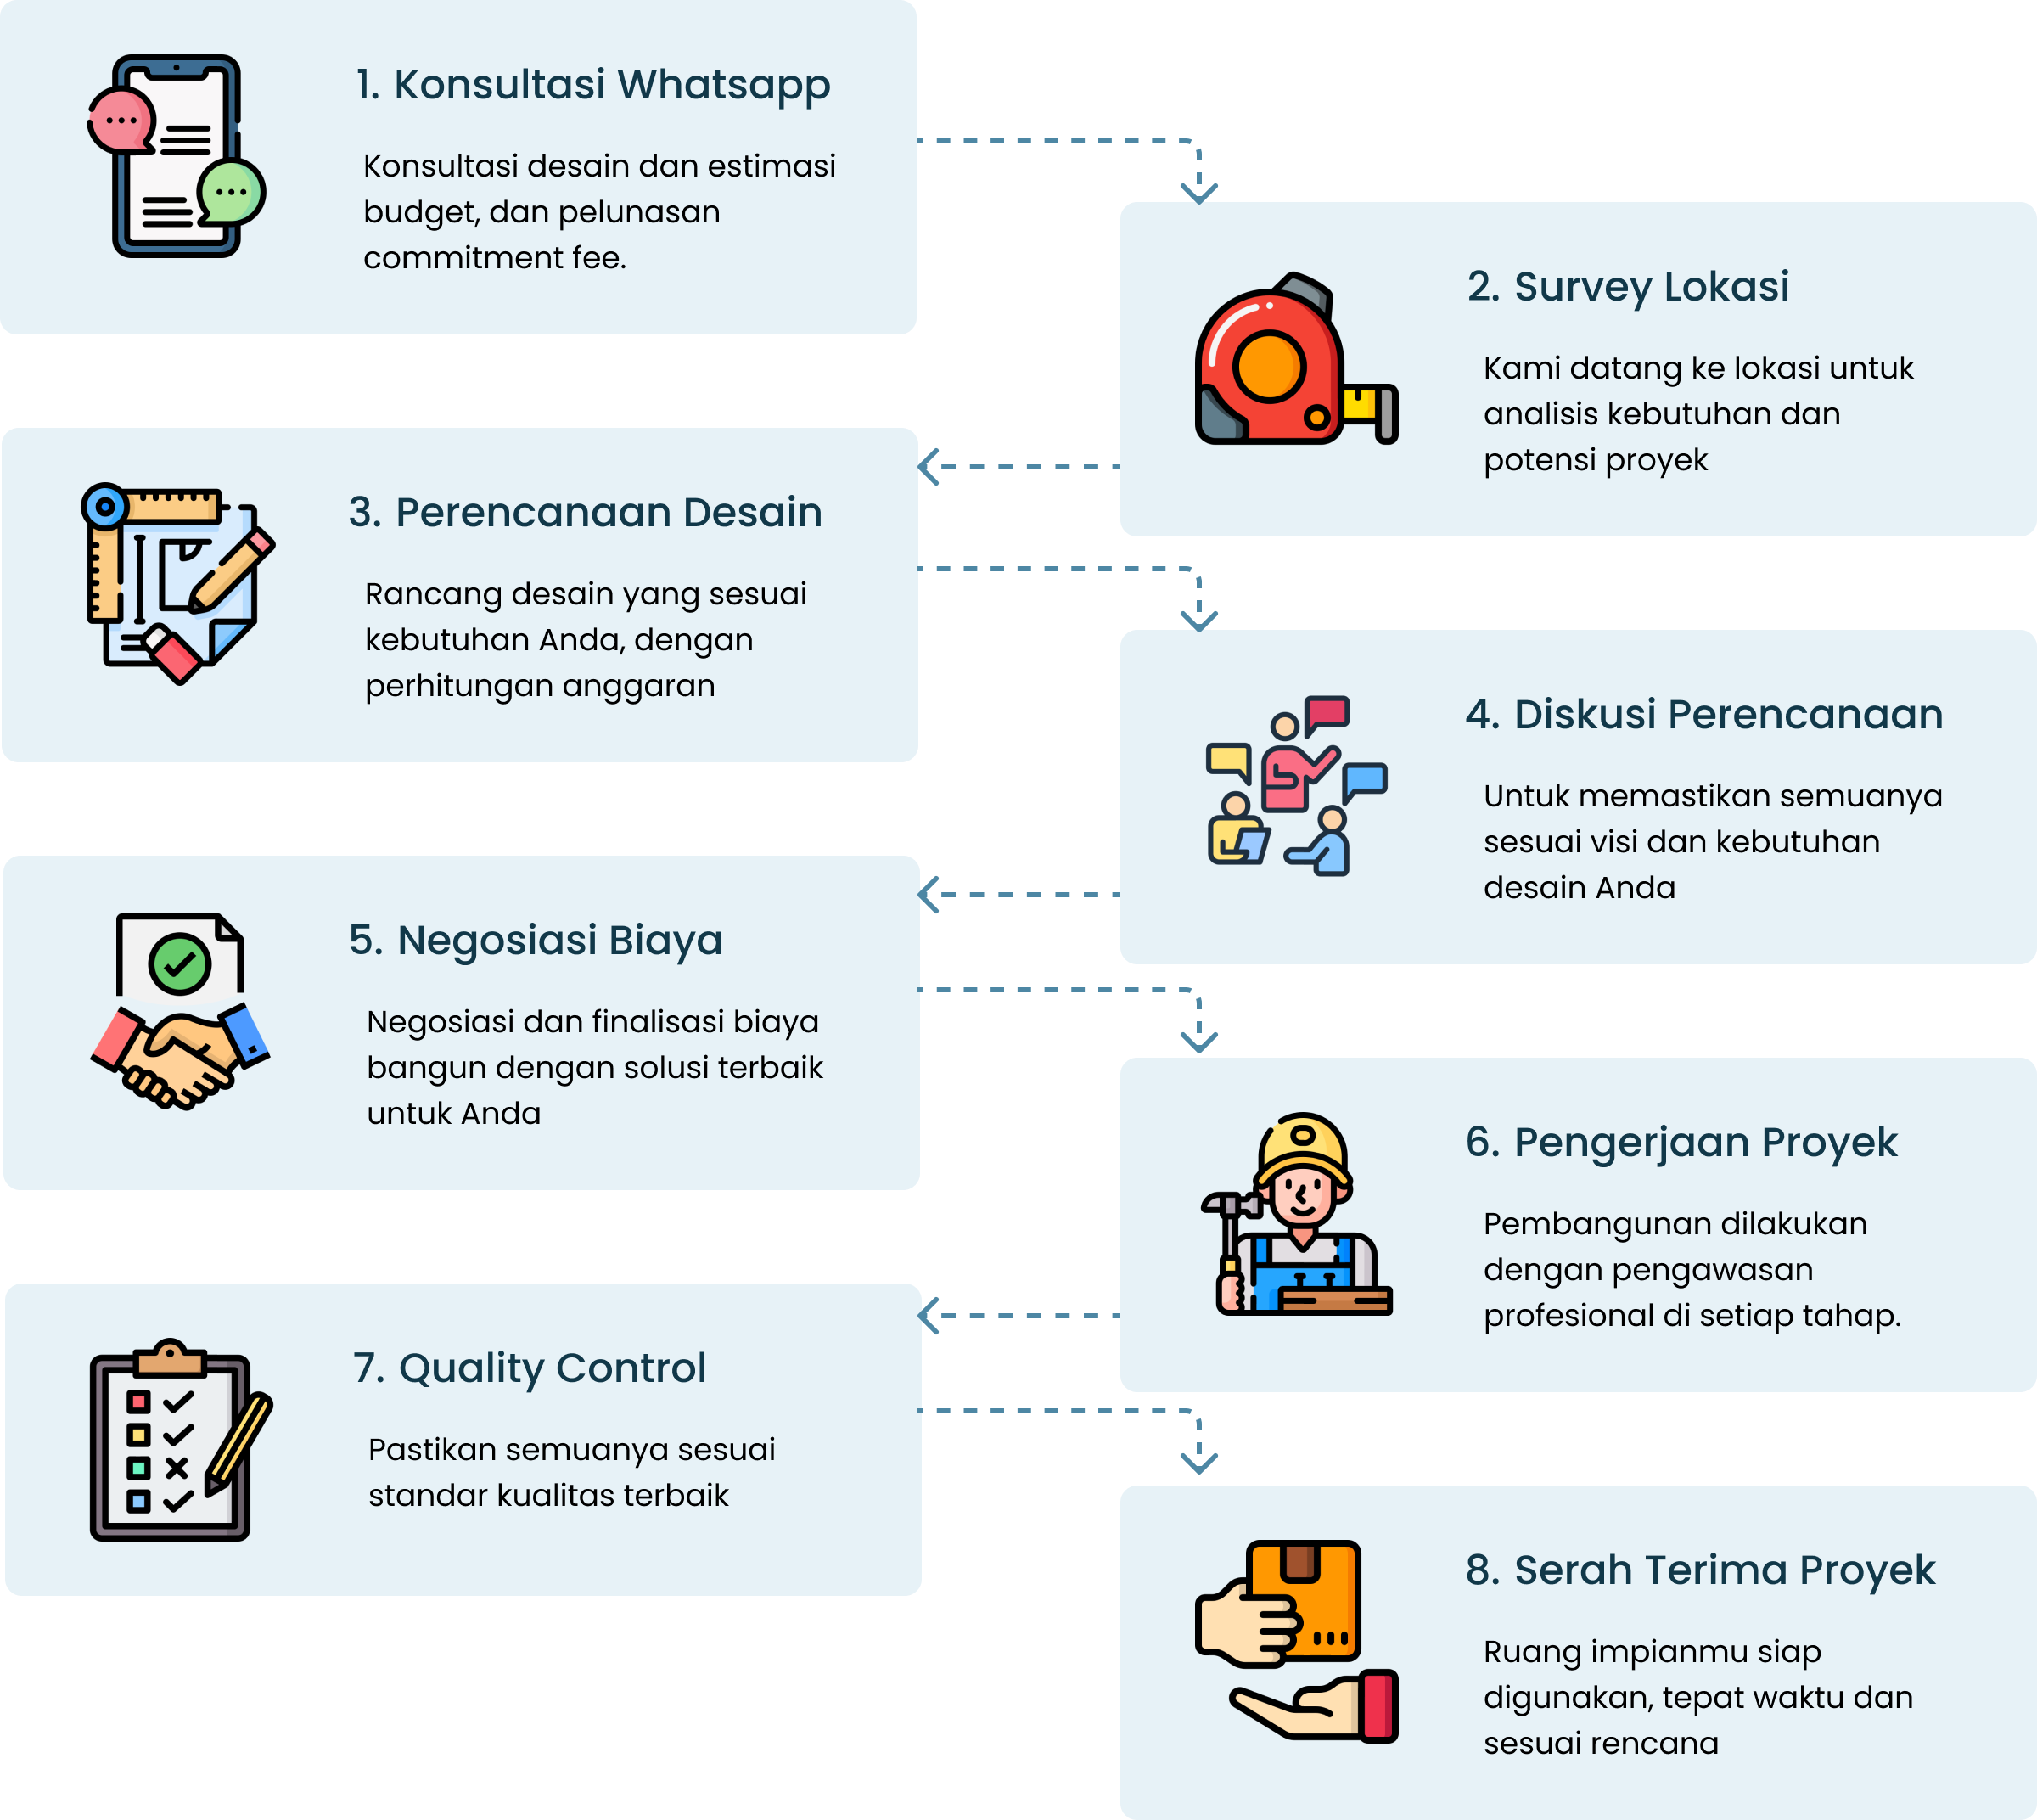 1. Konsultasi Whatsapp
Konsultasi desain dan estimasi
budget, dan pelunasan
commitment fee.
2. Survey Lokasi
Kami datang ke lokasi untuk
analisis kebutuhan dan
potensi proyek
3. Perencanaan Desain
Rancang desain yang sesuai
kebutuhan Anda, dengan
perhitungan anggaran
4. Diskusi Perencanaan
Untuk memastikan semuanya
sesuai visi dan kebutuhan
desain Anda
5. Negosiasi Biaya
Negosiasi dan finalisasi biaya
bangun dengan solusi terbaik
untuk Anda
6. Pengerjaan Proyek
Pembangunan dilakukan
dengan pengawasan
profesional di setiap tahap.
7. Quality Control
Pastikan semuanya sesuai
standar kualitas terbaik
8. Serah Terima Proyek
Ruang impianmu siap
digunakan, tepat waktu dan
sesuai rencana